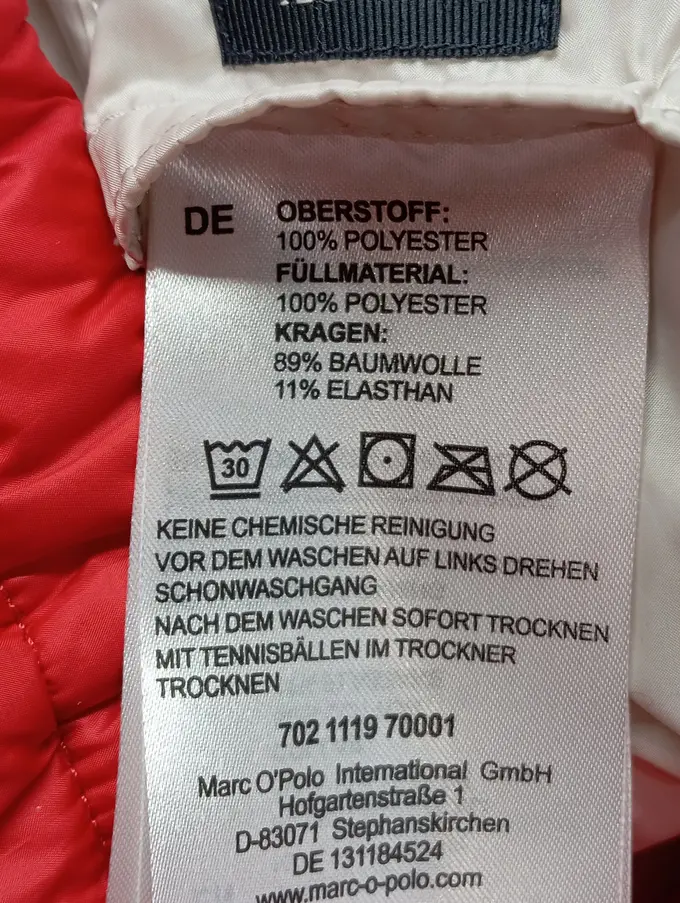 DE
OBERSTOFF:
100% POLYESTER
FÜLLMATERIAL:
100% POLYESTER
KRAGEN:
89% BAUMWOLLE
11% ELASTHAN
30
KEINE CHEMISCHE REINIGUNG
VOR DEM WASCHEN AUF LINKS DREHEN
SCHONWASCHGANG
NACH DEM WASCHEN SOFORT TROCKNEN
MIT TENNISBÄLLEN IM TROCKNER
TROCKNEN
702 1119 70001
Marc O'Polo International GmbH
Hofgartenstraße 1
D-83071 Stephanskirchen
DE 131184524
www.marc-o-polo.com